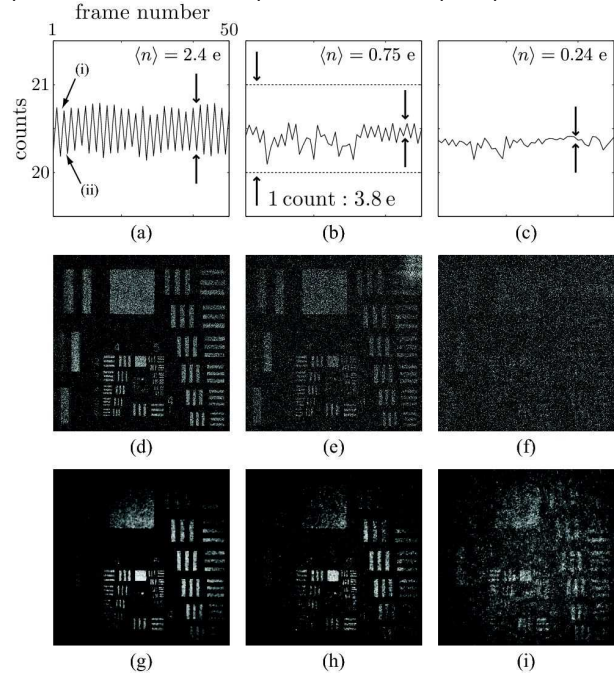 frame number
1 50
⟨n⟩ = 2.4 e
⟨n⟩ = 0.75 e
⟨n⟩ = 0.24 e
21
(i)
counts
20
(ii)
1 count : 3.8 e
(a) (b) (c)
(d) (e) (f)
(g) (h) (i)